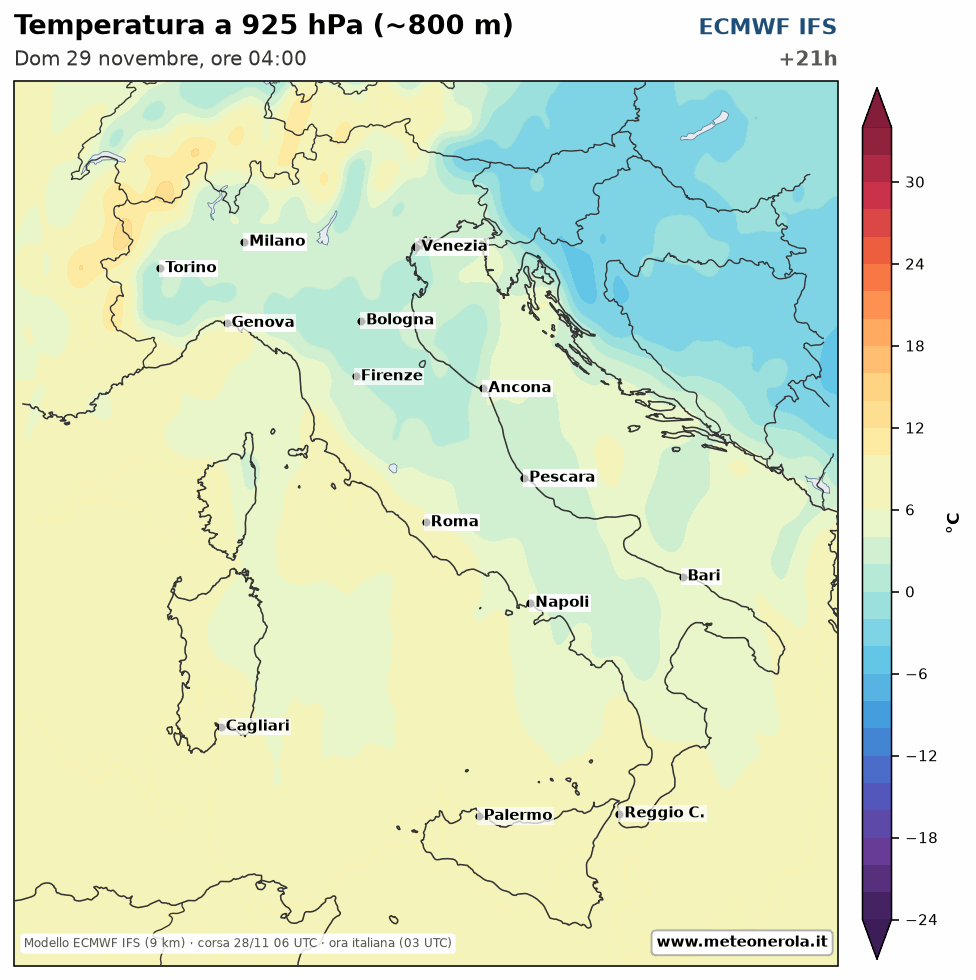 Temperatura a 925 hPa (~800 m)
ECMWF IFS
Dom 29 novembre, ore 04:00
+21h
Milano
Venezia
Torino
Genova
Bologna
Firenze
Ancona
Pescara
Roma
Bari
Napoli
Cagliari
Palermo
Reggio C.
30
24
18
12
6
0
−6
−12
−18
−24
°C
Modello ECMWF IFS (9 km) · corsa 28/11 06 UTC · ora italiana (03 UTC)
www.meteonerola.it